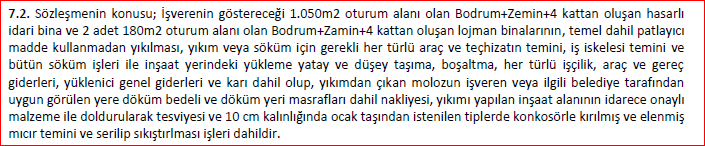 7.2. Sözleşmenin konusu; İşverenin göstereceği 1.050m2 oturum alanı olan Bodrum+Zemin+4 kattan oluşan hasarlı
idari bina ve 2 adet 180m2 oturum alanı olan Bodrum+Zamin+4 kattan oluşan lojman binalarının, temel dahil patlayıcı
madde kullanmadan yıkılması, yıkım veya söküm için gerekli her türlü araç ve teçhizatın temini, iş iskelesi temini ve
bütün söküm işleri ile inşaat yerindeki yükleme yatay ve düşey taşıma, boşaltma, her türlü işçilik, araç ve gereç
giderleri, yüklenici genel giderleri ve karı dahil olup, yıkımdan çıkan molozun işveren veya ilgili belediye tarafından
uygun görülen yere döküm bedeli ve döküm yeri masrafları dahil nakliyesi, yıkımı yapılan inşaat alanının idarece onaylı
malzeme ile doldurularak tesviyesi ve 10 cm kalınlığında ocak taşından istenilen tiplerde konkosörle kırılmış ve elenmiş
mıcır temini ve serilip sıkıştırlması işleri dahildir.